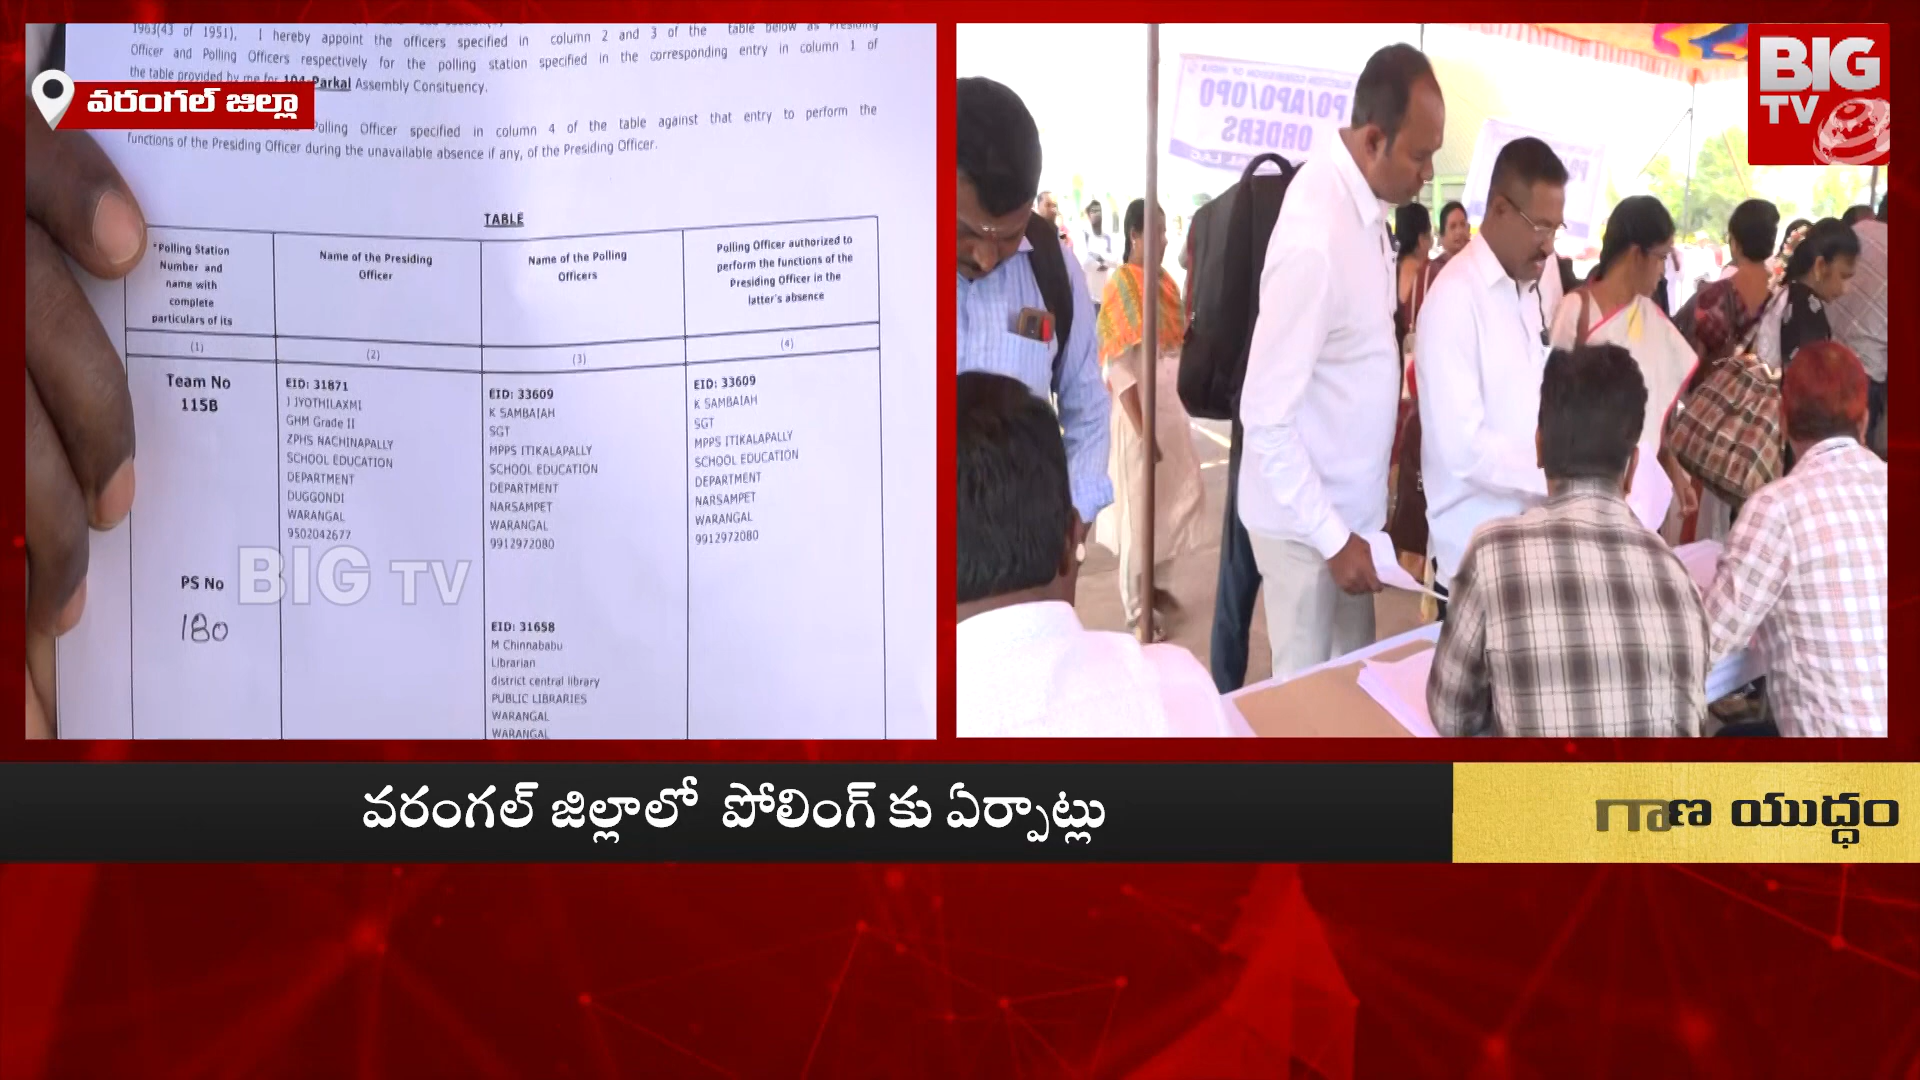 1963(43 of 1951), I hereby appoint the officers specified in column 2 and 3 of the table below as Presiding
Officer and Polling Officers respectively for the polling station specified in the corresponding entry in column 1 of
the table provided by me for 104-Parkal Assembly Consituency.
Polling Officer specified in column 4 of the table against that entry to perform the
functions of the Presiding Officer during the unavailable absence if any, of the Presiding Officer.
వరంగల్ జిల్లా
TABLE
*Polling Station
Number and
name with
complete
particulars of its
Name of the Presiding
Officer
Name of the Polling
Officers
Polling Officer authorized to
perform the functions of the
Presiding Officer in the
latter's absence
(1)
(2)
(3)
(4)
Team No
115B
PS No
180
EID: 31871
J JYOTHILAXMI
GHM Grade II
ZPHS NACHINAPALLY
SCHOOL EDUCATION
DEPARTMENT
DUGGONDI
WARANGAL
9502042677
EID: 33609
K SAMBAIAH
SGT
MPPS ITIKALAPALLY
SCHOOL EDUCATION
DEPARTMENT
NARSAMPET
WARANGAL
9912972080
EID: 31658
M Chinnababu
Librarian
district central library
PUBLIC LIBRARIES
WARANGAL
WARANGAL
EID: 33609
K SAMBAIAH
SGT
MPPS ITIKALAPALLY
SCHOOL EDUCATION
DEPARTMENT
NARSAMPET
WARANGAL
9912972080
BIG TV
ELECTION COMMISSION OF INDIA
PO/APO/OPO
ORDERS
BIG
TV
వరంగల్ జిల్లాలో పోలింగ్ కు ఏర్పాట్లు
గాణ యుద్ధం